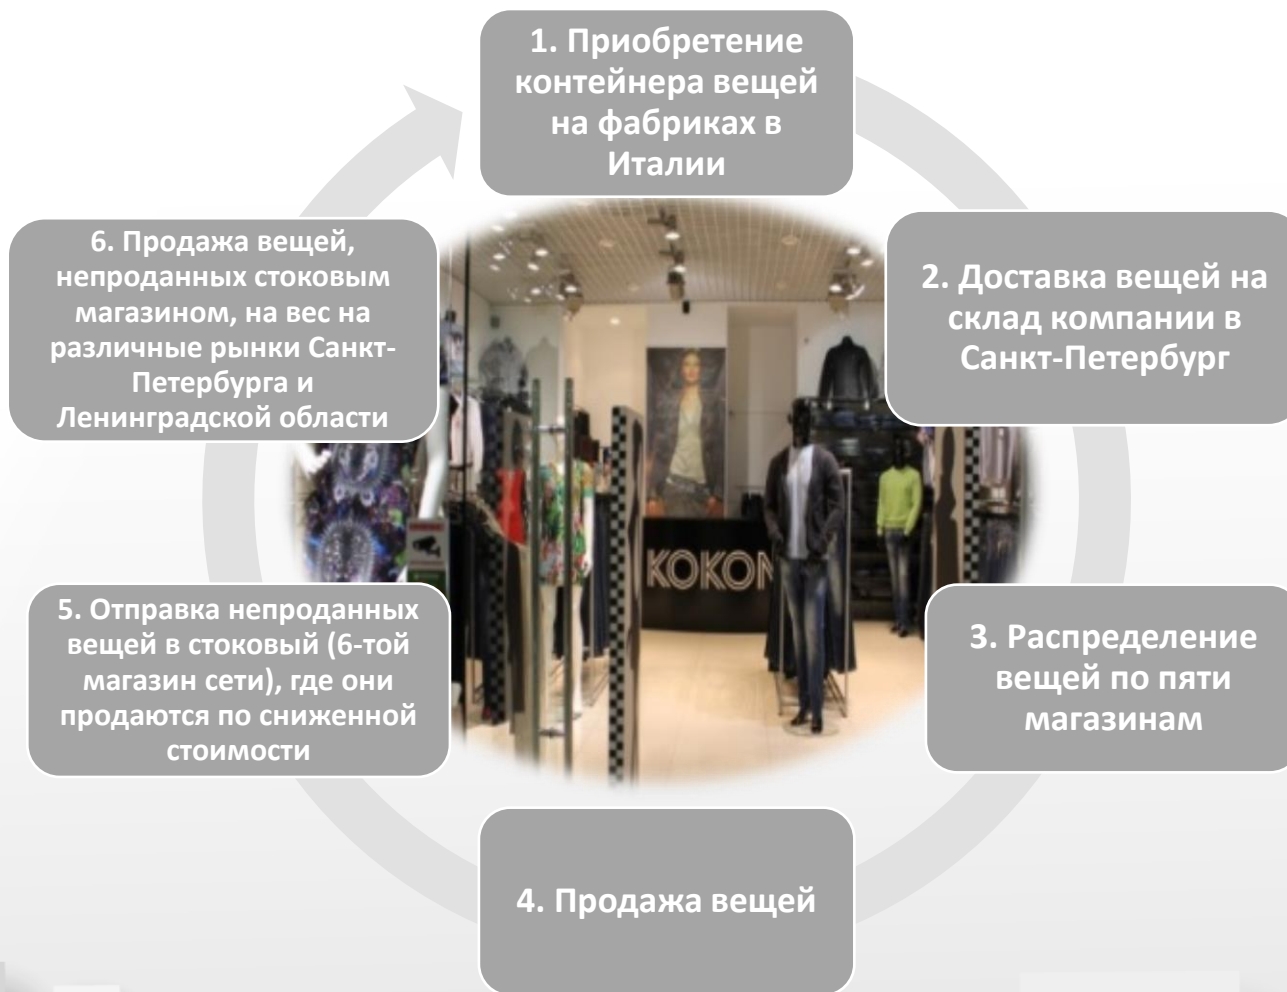 1. Приобретение
контейнера вещей
на фабриках в
Италии
2. Доставка вещей на
склад компании в
Санкт-Петербург
3. Распределение
вещей по пяти
магазинам
4. Продажа вещей
5. Отправка непроданных
вещей в стоковый (6-той
магазин сети), где они
продаются по сниженной
стоимости
6. Продажа вещей,
непроданных стоковым
магазином, на вес на
различные рынки Санкт-
Петербурга и
Ленинградской области
KOKON